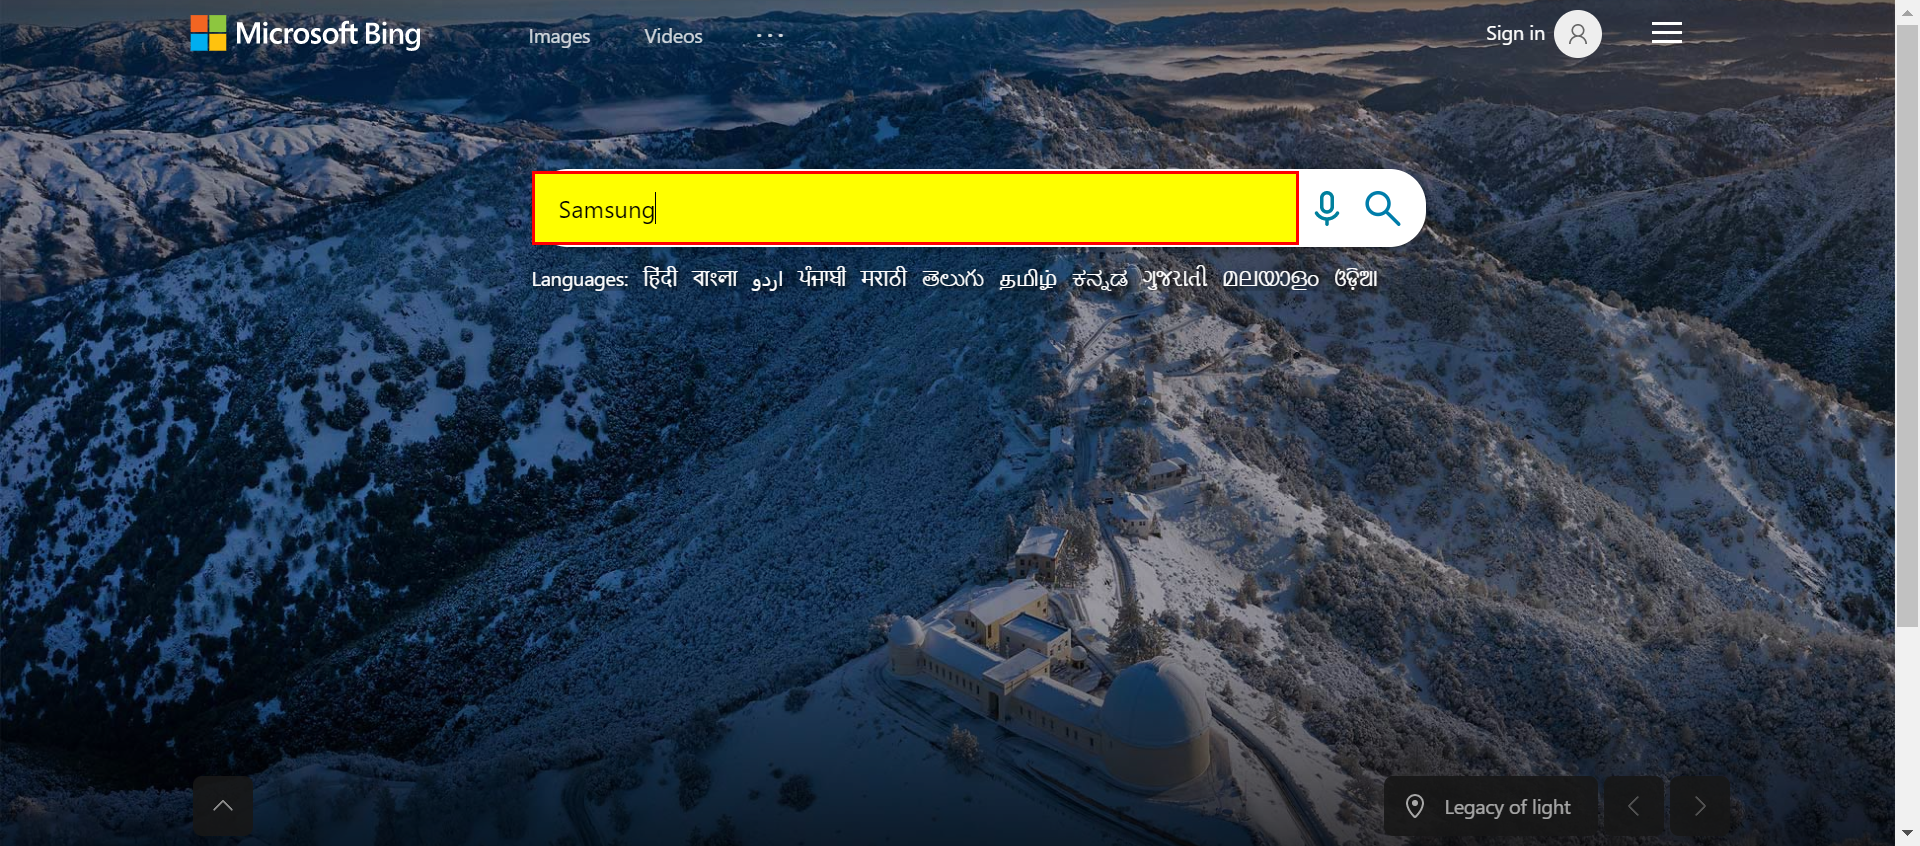 Microsoft Bing Images Videos ... Sign in
Samsung
Languages: हिंदी বাংলা اردو ਪੰਜਾਬੀ मराठी తెలుగు தமிழ் ಕನ್ನಡ ગુજરાતી മലയാളം ଓଡ଼ିଆ
Legacy of light